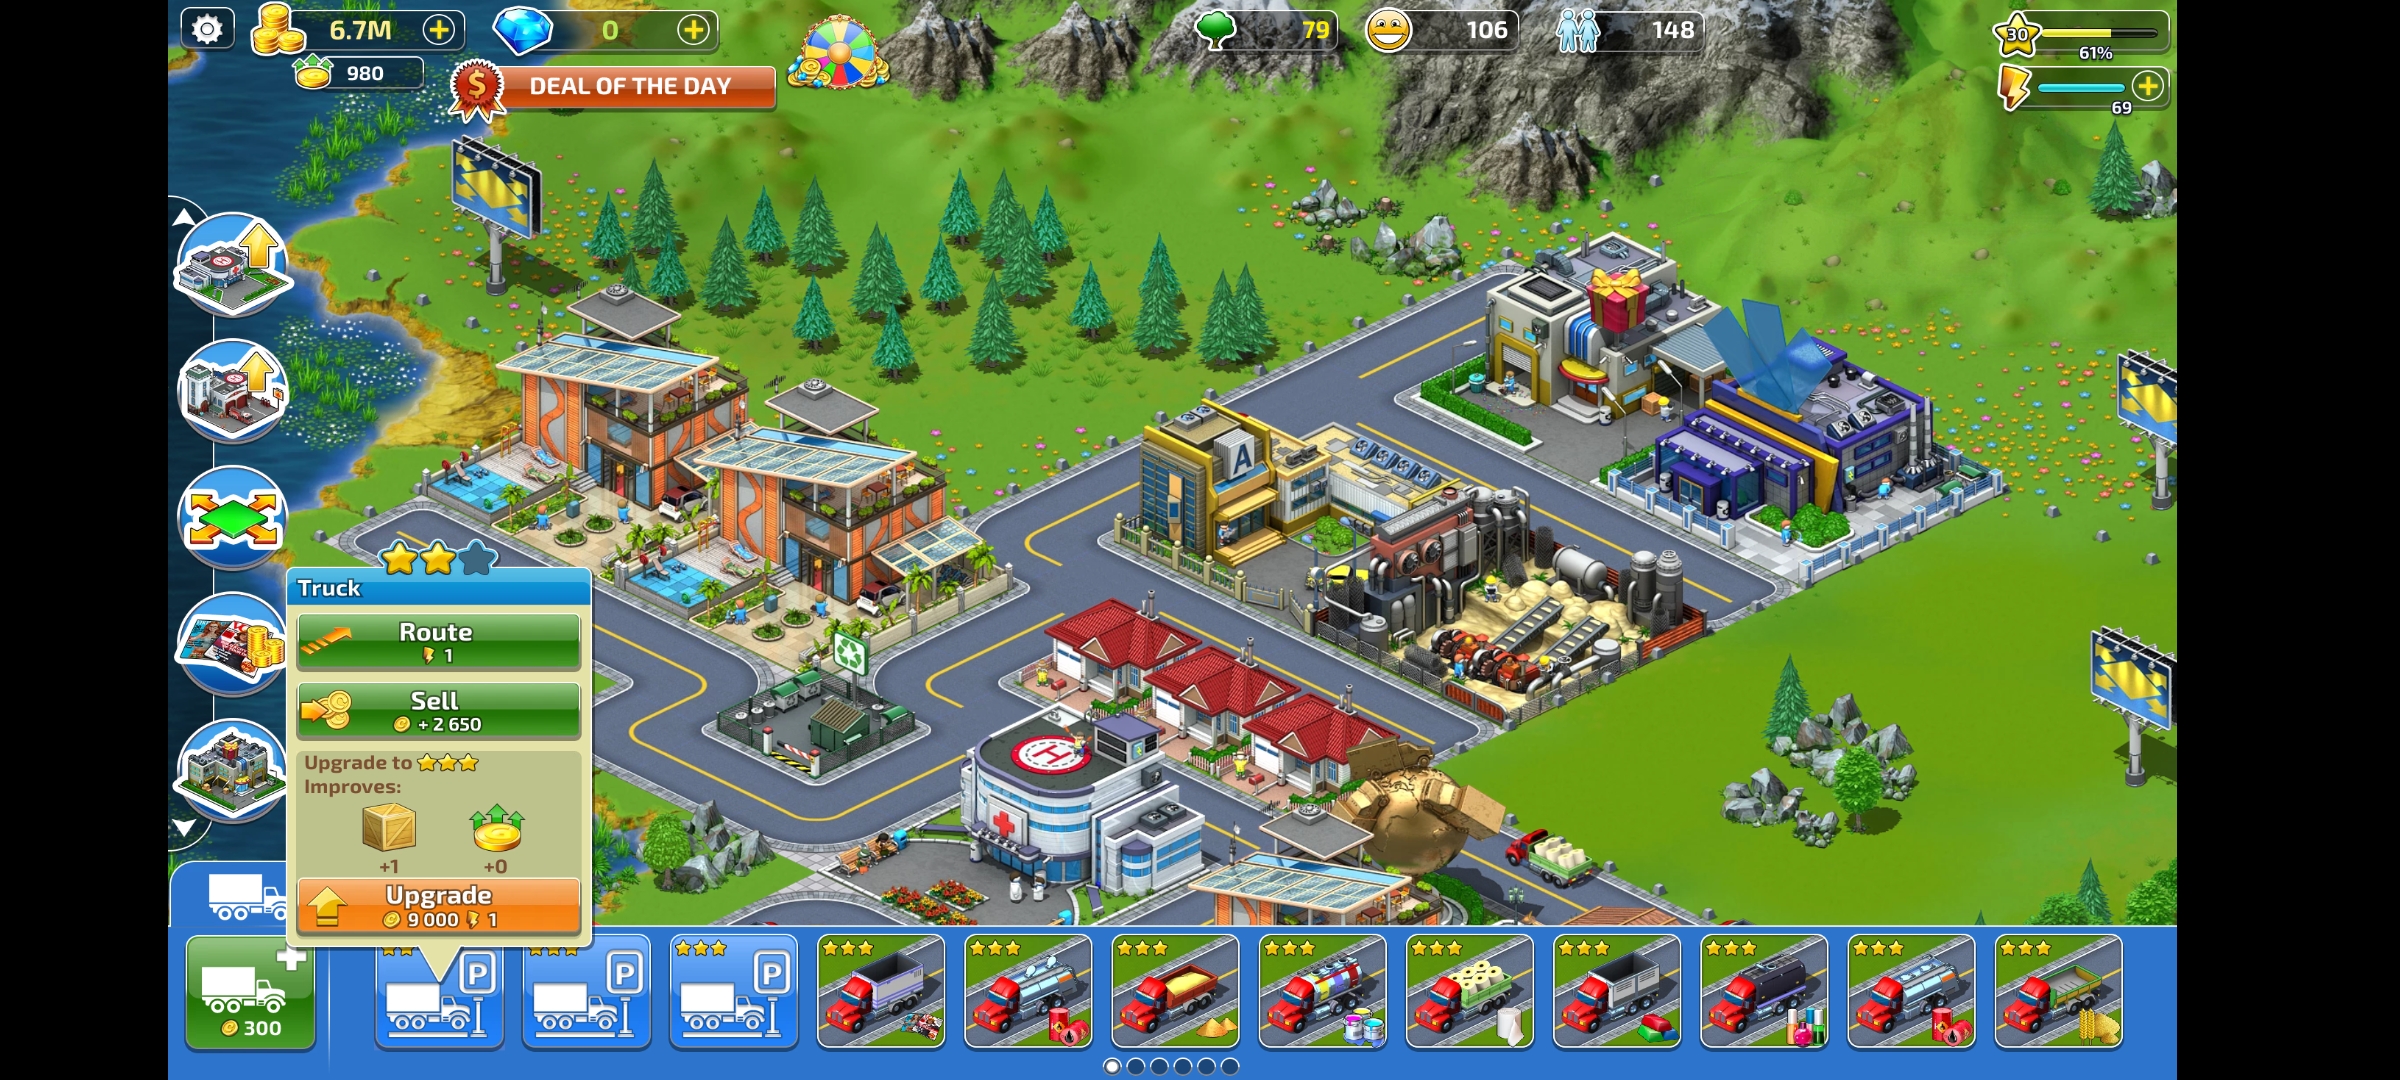 6.7M
0
79
106
148
30
61%
980
DEAL OF THE DAY
69
A
H
Truck
Route
1
Sell
+ 2 650
Upgrade to
Improves:
+1
+0
Upgrade
9 000 1
300
P
P
P